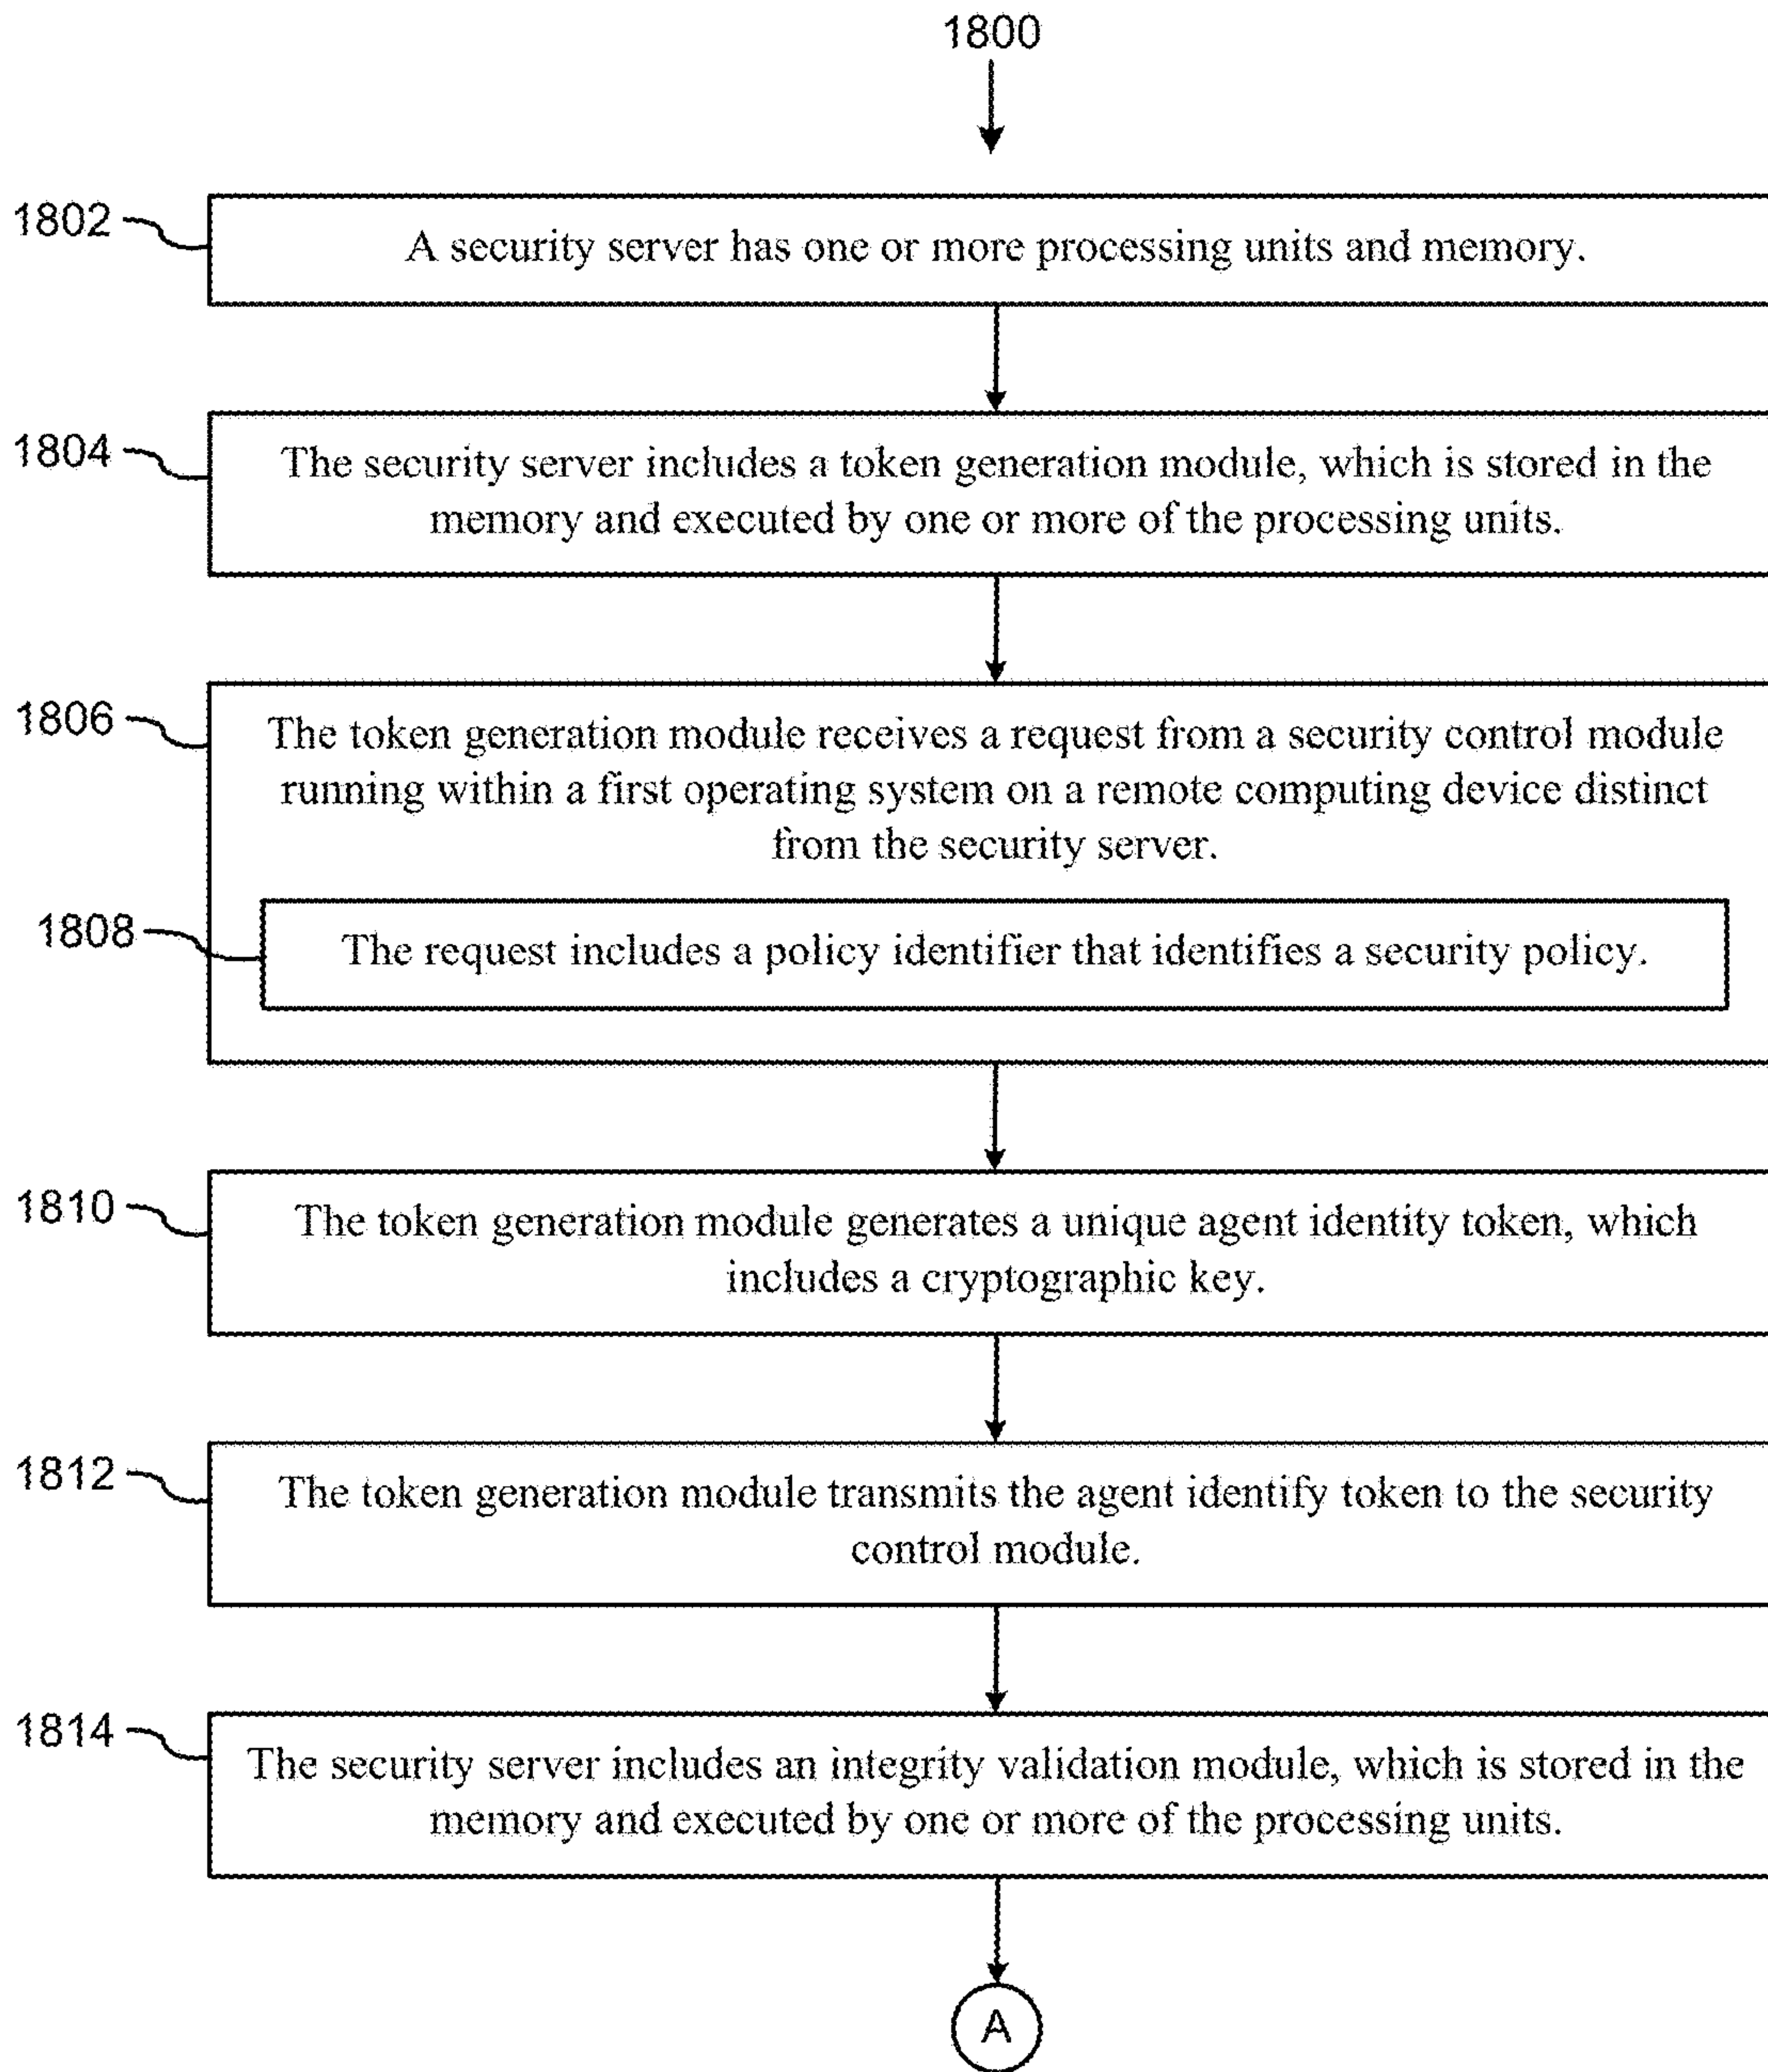 1800
1802
A security server has one or more processing units and memory.
1804
The security server includes a token generation module, which is stored in the
memory and executed by one or more of the processing units.
1806
The token generation module receives a request from a security control module
running within a first operating system on a remote computing device distinct
from the security server.
1808
The request includes a policy identifier that identifies a security policy.
1810
The token generation module generates a unique agent identity token, which
includes a cryptographic key.
1812
The token generation module transmits the agent identify token to the security
control module.
1814
The security server includes an integrity validation module, which is stored in the
memory and executed by one or more of the processing units.
A